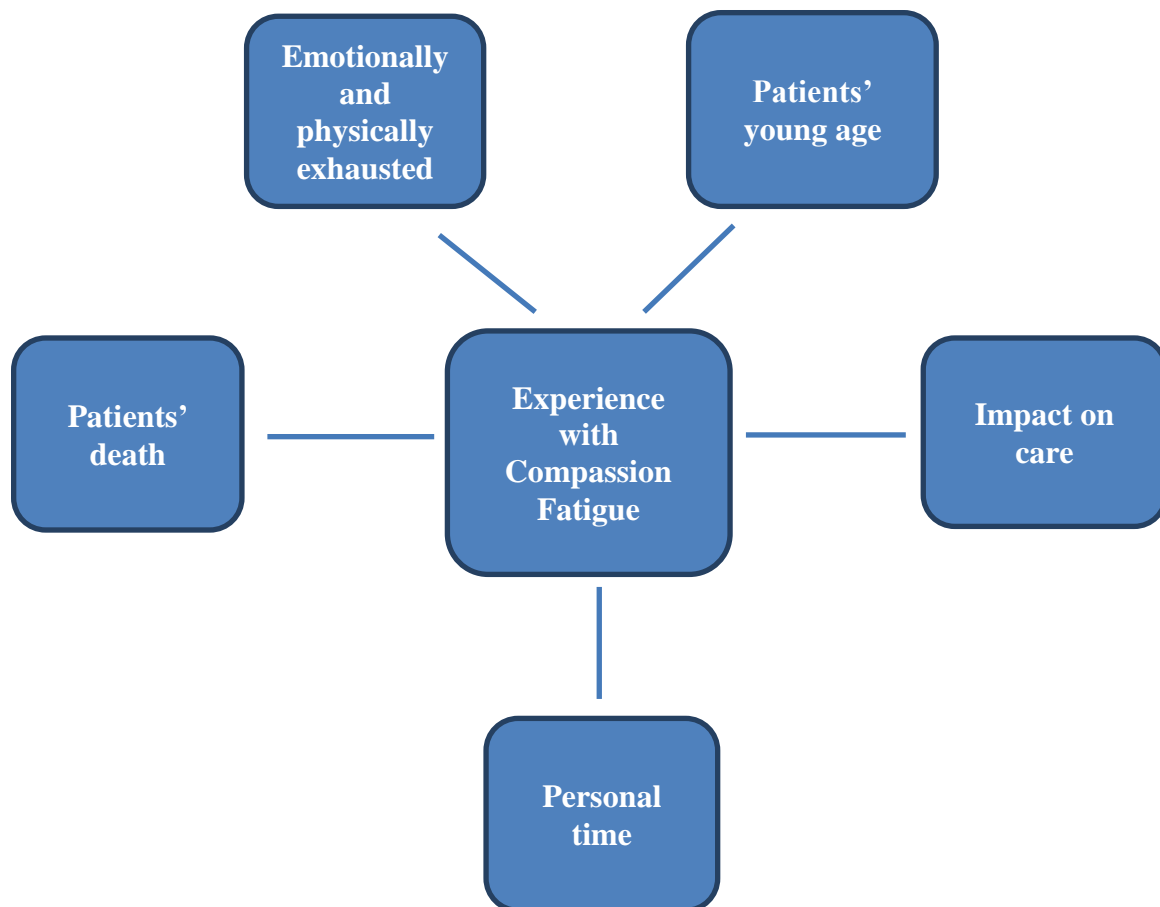 Emotionally
and
physically
exhausted
Patients’
young age
Patients’
death
Experience
with
Compassion
Fatigue
Impact on
care
Personal
time